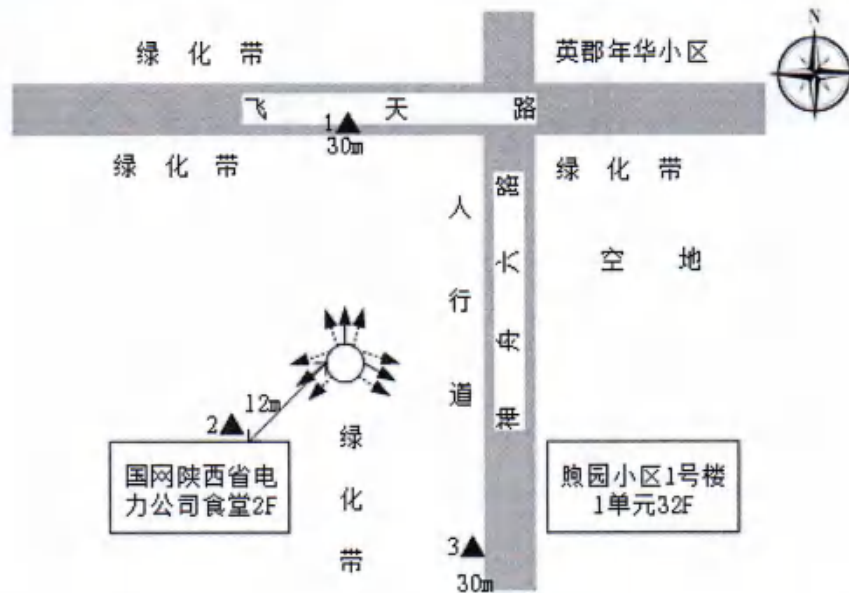 N
绿 化 带
英郡年华小区
飞 天 路
1
30m
绿 化 带
绿 化 带
人行道
神舟六路
空 地
12m
2
绿化带
国网陕西省电
力公司食堂2F
煦园小区1号楼
1单元32F
3
30m